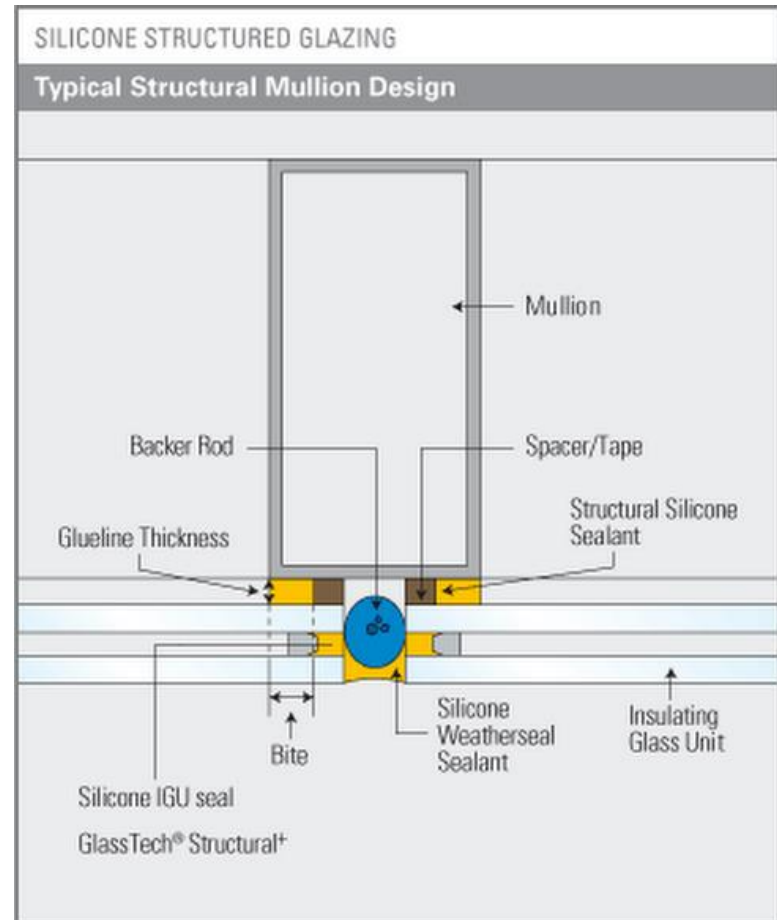 SILICONE STRUCTURED GLAZING
Typical Structural Mullion Design
Mullion
Backer Rod
Spacer/Tape
Structural Silicone
Sealant
Glueline Thickness
Silicone
Weatherseal
Sealant
Insulating
Glass Unit
Bite
Silicone IGU seal
GlassTech® Structural⁺